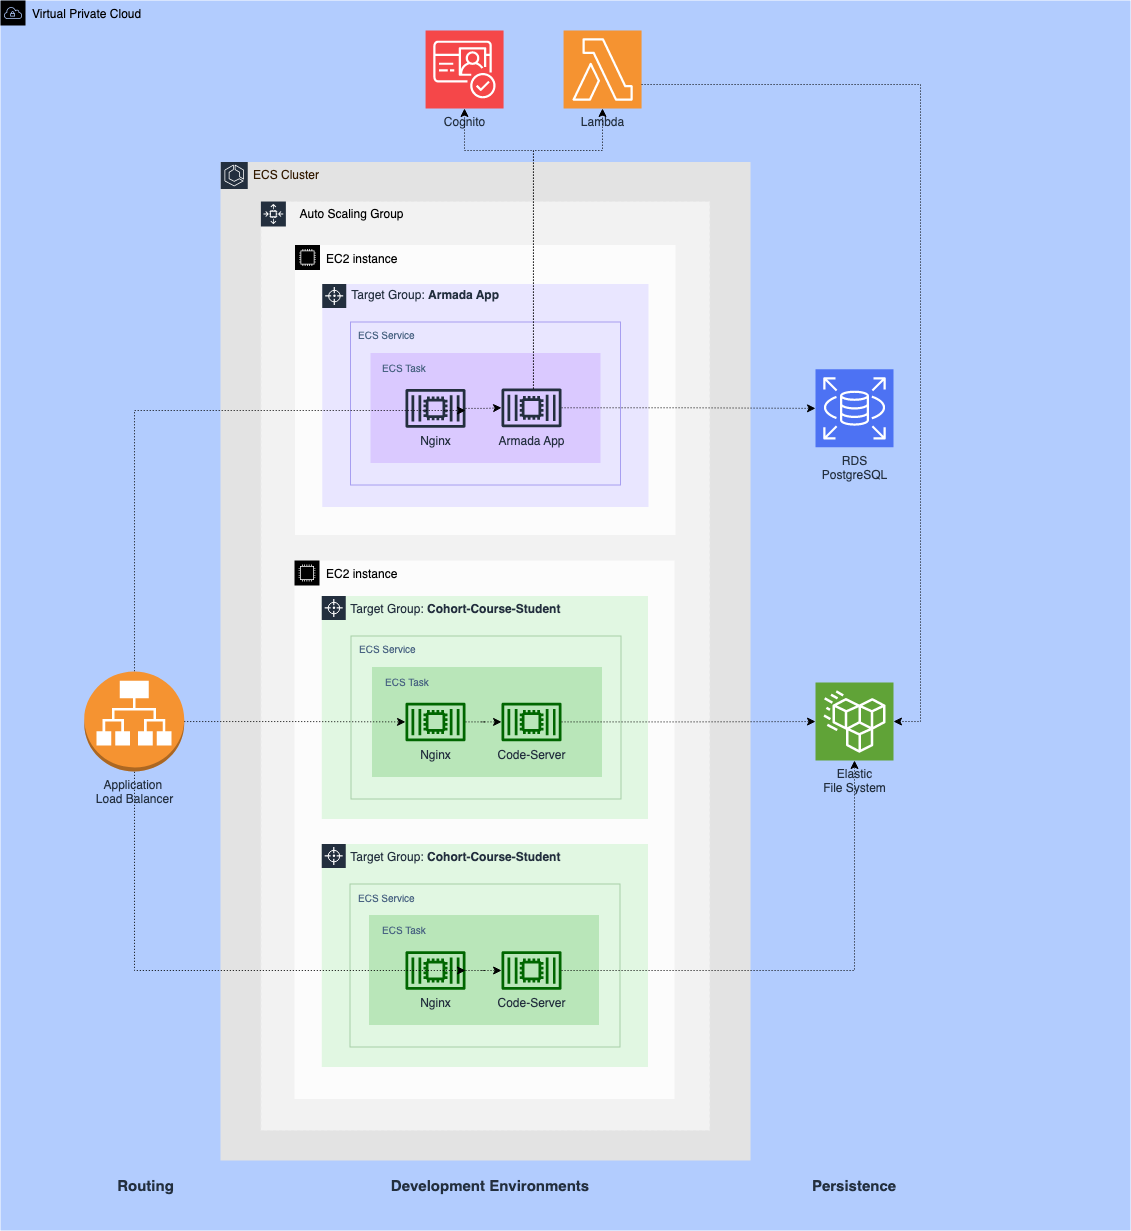 Virtual Private Cloud
Cognito
Lambda
ECS Cluster
Auto Scaling Group
EC2 instance
Target Group: Armada App
ECS Service
ECS Task
Nginx
Armada App
RDS
PostgreSQL
EC2 instance
Target Group: Cohort-Course-Student
ECS Service
ECS Task
Nginx
Code-Server
Application
Load Balancer
Elastic
File System
Target Group: Cohort-Course-Student
ECS Service
ECS Task
Nginx
Code-Server
Routing
Development Environments
Persistence